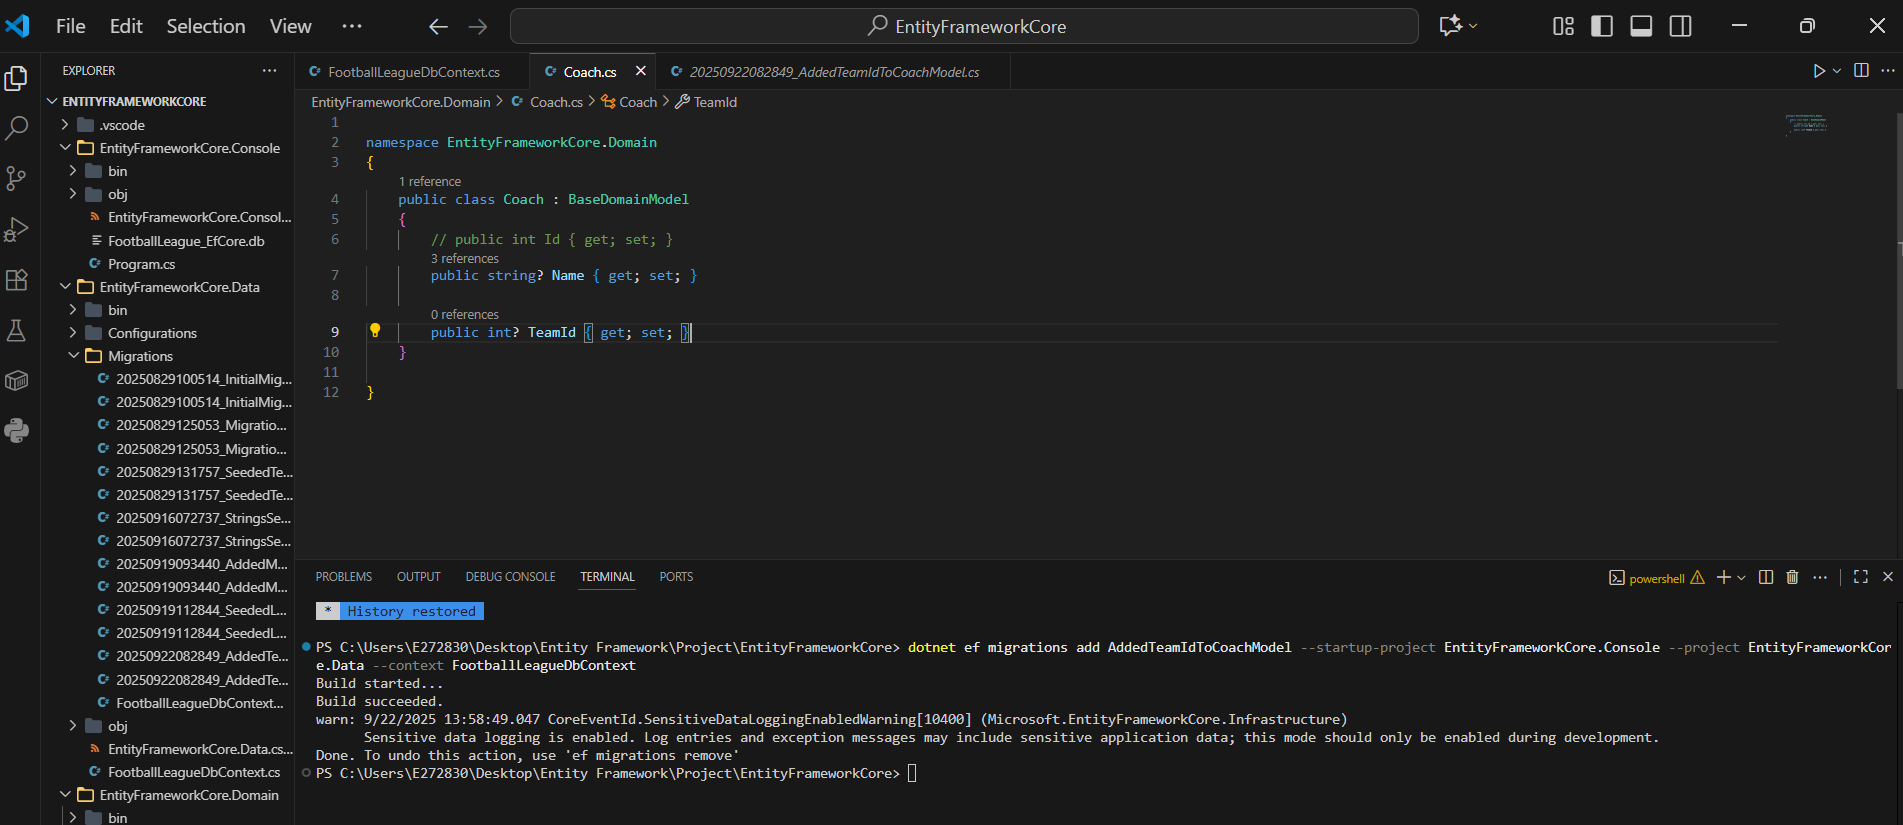 File Edit Selection View ··· EntityFrameworkCore
EXPLORER ···
ENTITYFRAMEWORKCORE
.vscode
EntityFrameworkCore.Console
bin
obj
EntityFrameworkCore.Consol...
FootballLeague_EfCore.db
Program.cs
EntityFrameworkCore.Data
bin
Configurations
Migrations
20250829100514_InitialMig...
20250829100514_InitialMig...
20250829125053_Migratio...
20250829125053_Migratio...
20250829131757_SeededTe...
20250829131757_SeededTe...
20250916072737_StringsSe...
20250916072737_StringsSe...
20250919093440_AddedM...
20250919093440_AddedM...
20250919112844_SeededL...
20250919112844_SeededL...
20250922082849_AddedTe...
20250922082849_AddedTe...
FootballLeagueDbContext...
obj
EntityFrameworkCore.Data.cs...
FootballLeagueDbContext.cs
EntityFrameworkCore.Domain
bin
FootballLeagueDbContext.cs Coach.cs 20250922082849_AddedTeamIdToCoachModel.cs
EntityFrameworkCore.Domain > Coach.cs > Coach > TeamId
1
2 namespace EntityFrameworkCore.Domain
3 {
1 reference
4 public class Coach : BaseDomainModel
5 {
6 // public int Id { get; set; }
3 references
7 public string? Name { get; set; }
8
0 references
9 public int? TeamId { get; set; }
10 }
11
12 }
PROBLEMS OUTPUT DEBUG CONSOLE TERMINAL PORTS powershell
* History restored
PS C:\Users\E272830\Desktop\Entity Framework\Project\EntityFrameworkCore> dotnet ef migrations add AddedTeamIdToCoachModel --startup-project EntityFrameworkCore.Console --project EntityFrameworkCor
e.Data --context FootballLeagueDbContext
Build started...
Build succeeded.
warn: 9/22/2025 13:58:49.047 CoreEventId.SensitiveDataLoggingEnabledWarning[10400] (Microsoft.EntityFrameworkCore.Infrastructure)
Sensitive data logging is enabled. Log entries and exception messages may include sensitive application data; this mode should only be enabled during development.
Done. To undo this action, use 'ef migrations remove'
PS C:\Users\E272830\Desktop\Entity Framework\Project\EntityFrameworkCore>